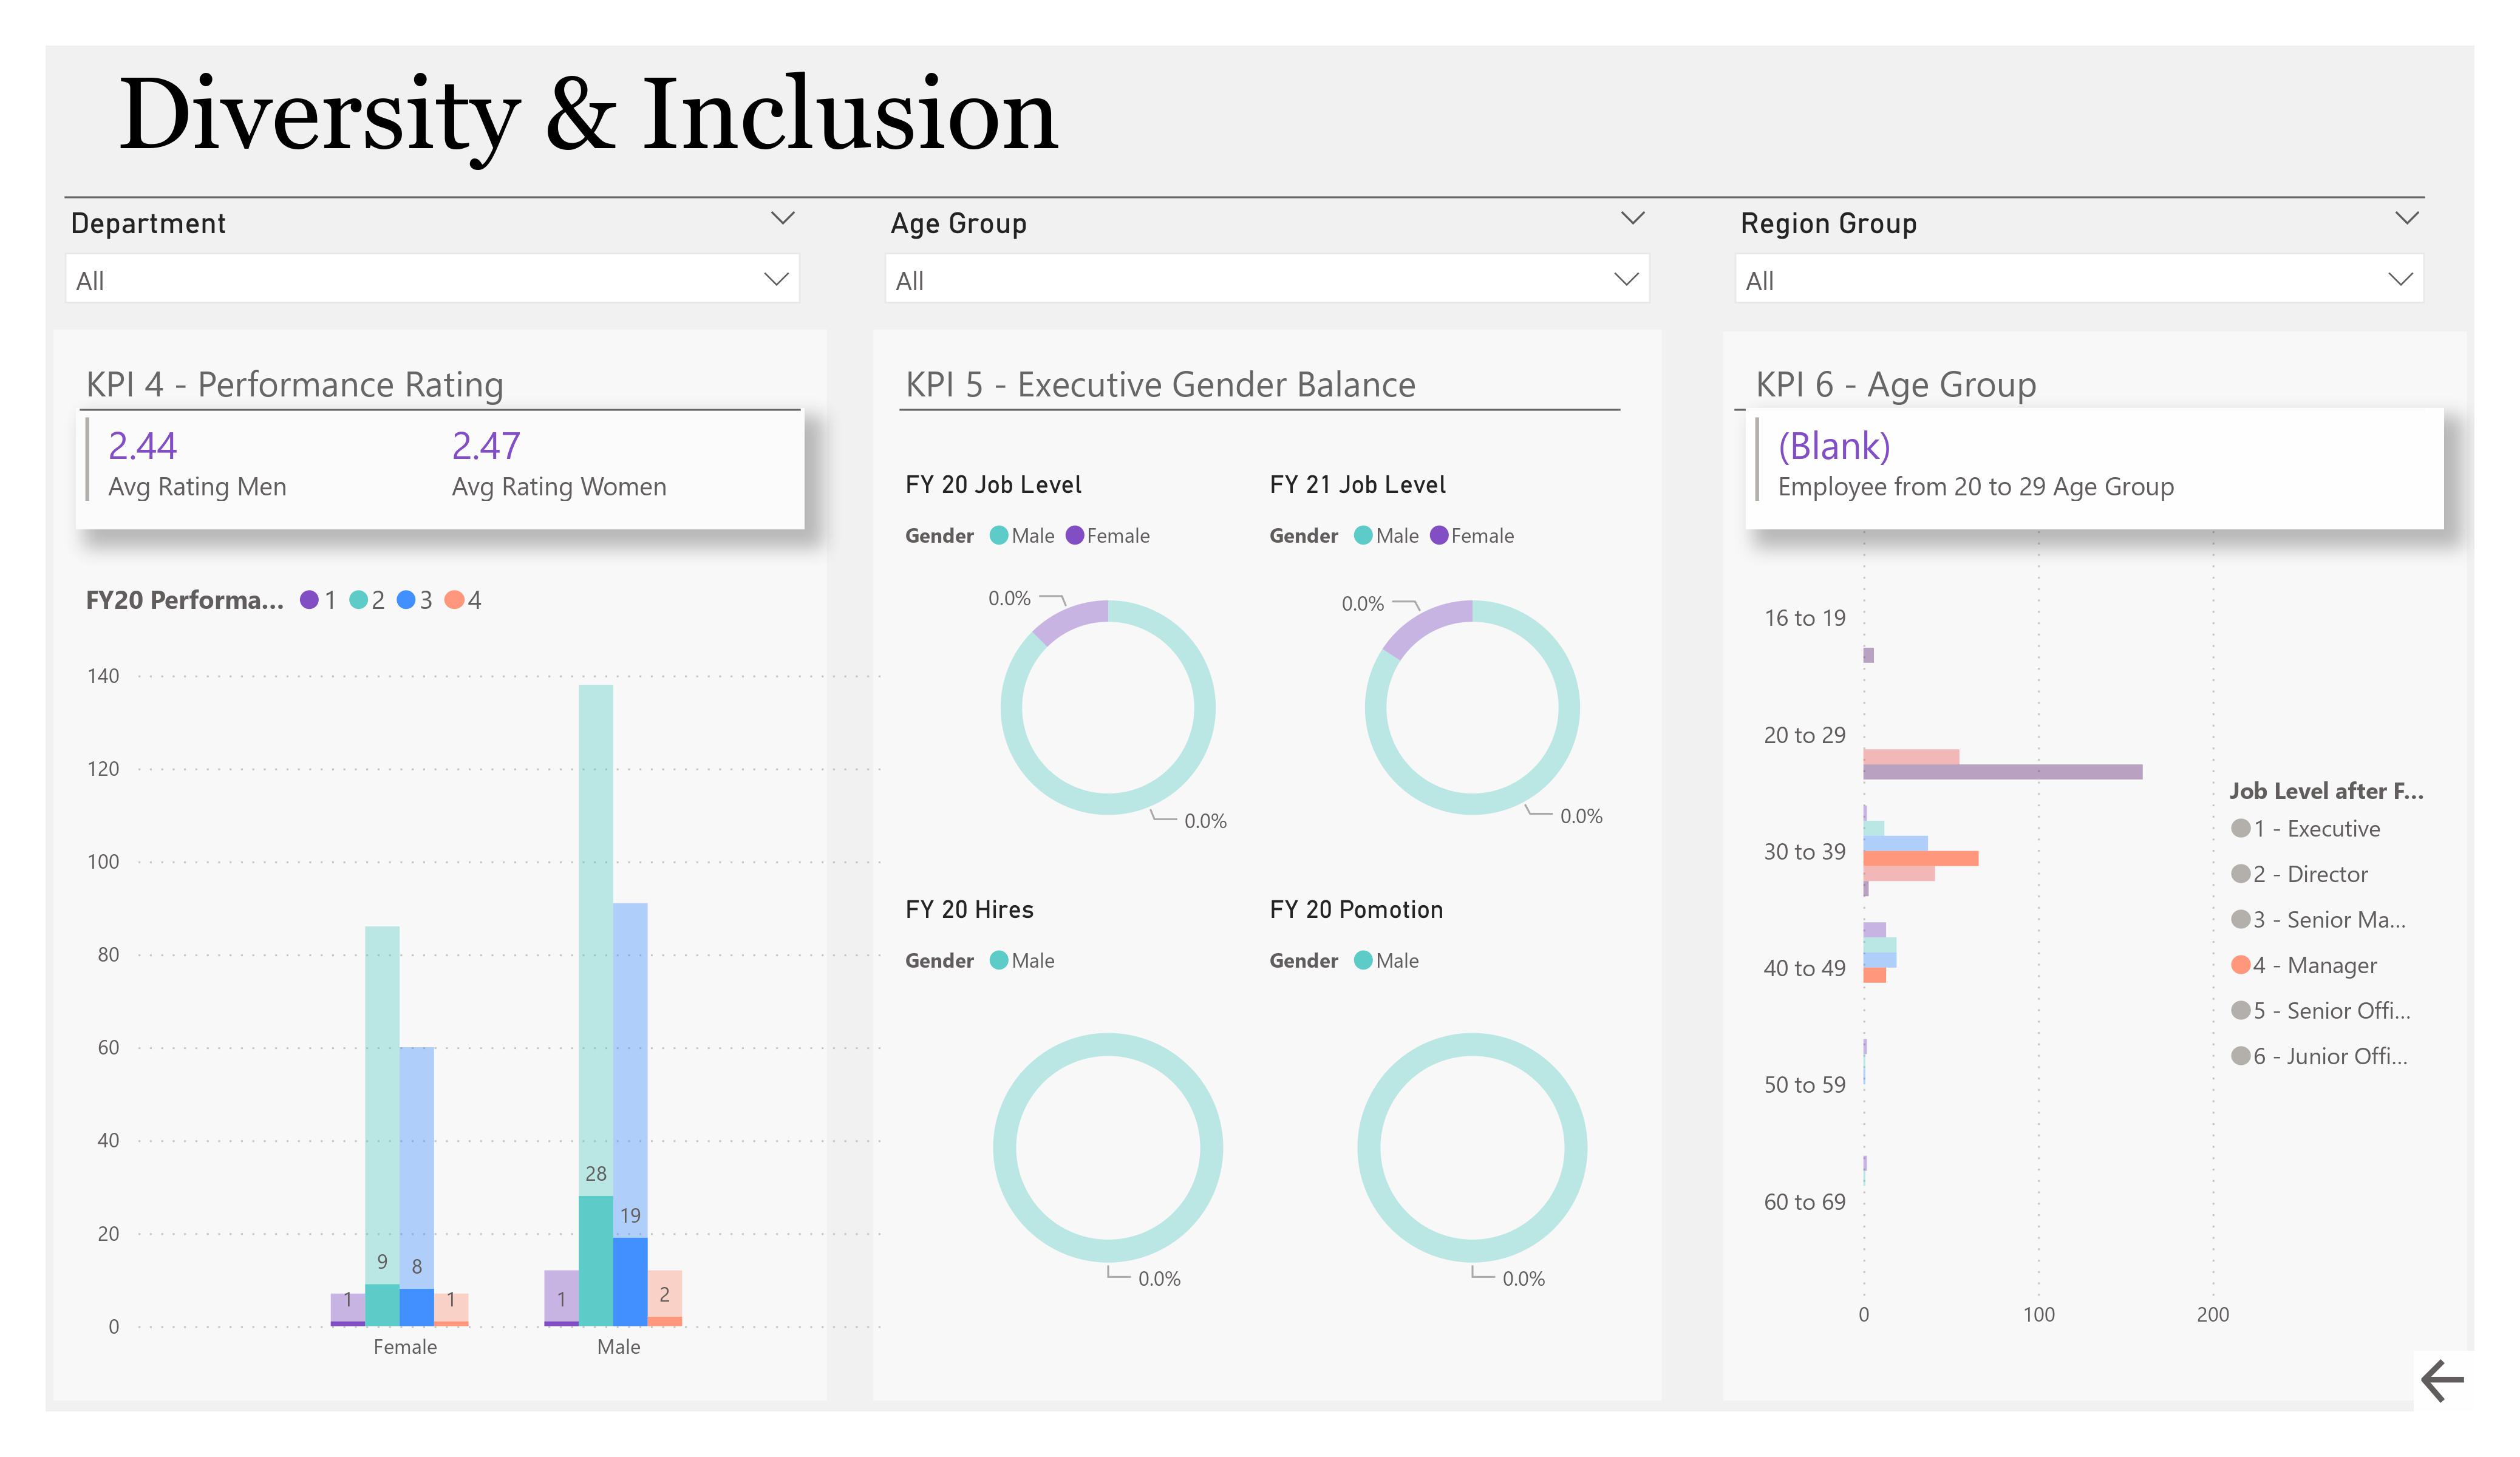 Diversity & Inclusion
Department
All
Age Group
All
Region Group
All
KPI 4 - Performance Rating
2.44
Avg Rating Men
2.47
Avg Rating Women
FY20 Performa... 1 2 3 4
140
120
100
80
60
40
20
0
1
9
8
1
1
28
19
2
Female
Male
KPI 5 - Executive Gender Balance
FY 20 Job Level
Gender Male Female
0.0%
0.0%
FY 21 Job Level
Gender Male Female
0.0%
0.0%
FY 20 Hires
Gender Male
0.0%
FY 20 Pomotion
Gender Male
0.0%
KPI 6 - Age Group
(Blank)
Employee from 20 to 29 Age Group
16 to 19
20 to 29
30 to 39
40 to 49
50 to 59
60 to 69
0
100
200
Job Level after F...
1 - Executive
2 - Director
3 - Senior Ma...
4 - Manager
5 - Senior Offi...
6 - Junior Offi...